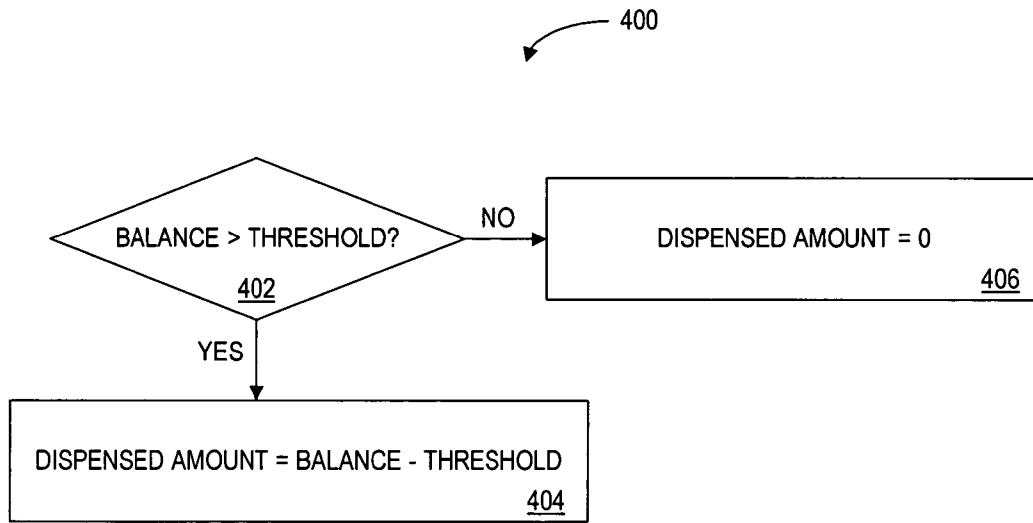 400
BALANCE > THRESHOLD?
402
NO
DISPENSED AMOUNT = 0
406
YES
DISPENSED AMOUNT = BALANCE - THRESHOLD
404